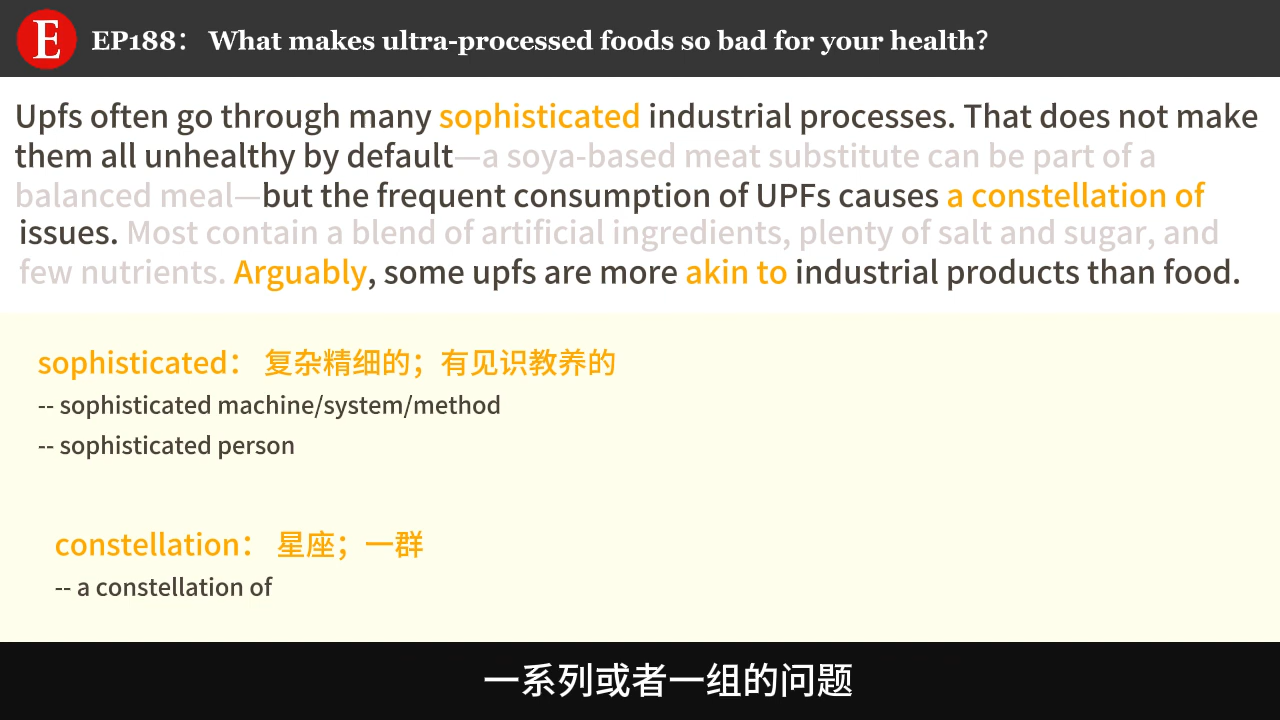 E EP188： What makes ultra-processed foods so bad for your health?
Upfs often go through many sophisticated industrial processes. That does not make
them all unhealthy by default—a soya-based meat substitute can be part of a
balanced meal—but the frequent consumption of UPFs causes a constellation of
issues. Most contain a blend of artificial ingredients, plenty of salt and sugar, and
few nutrients. Arguably, some upfs are more akin to industrial products than food.
sophisticated： 复杂精细的；有见识教养的
-- sophisticated machine/system/method
-- sophisticated person
constellation： 星座；一群
-- a constellation of
一系列或者一组的问题